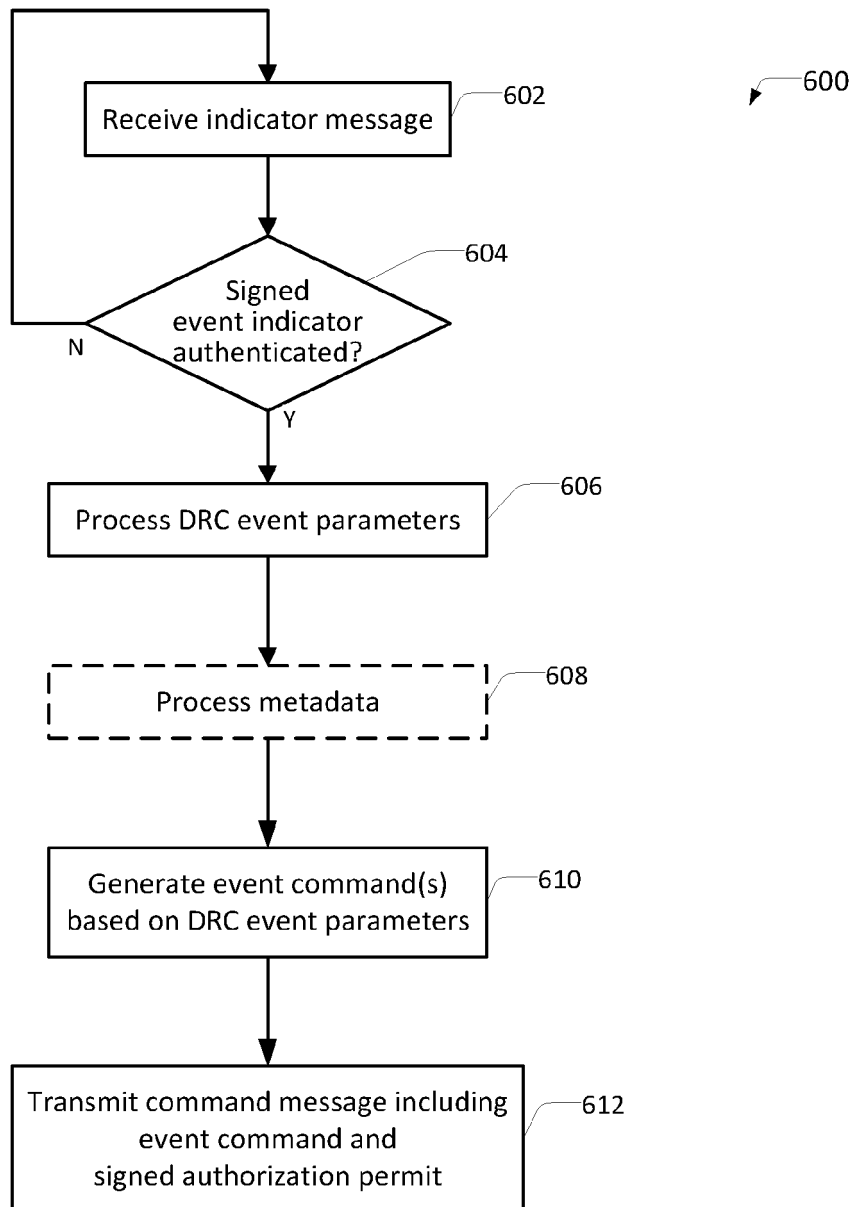 600
Receive indicator message
602
604
Signed
event indicator
authenticated?
N
Y
606
Process DRC event parameters
608
Process metadata
610
Generate event command(s)
based on DRC event parameters
612
Transmit command message including
event command and
signed authorization permit